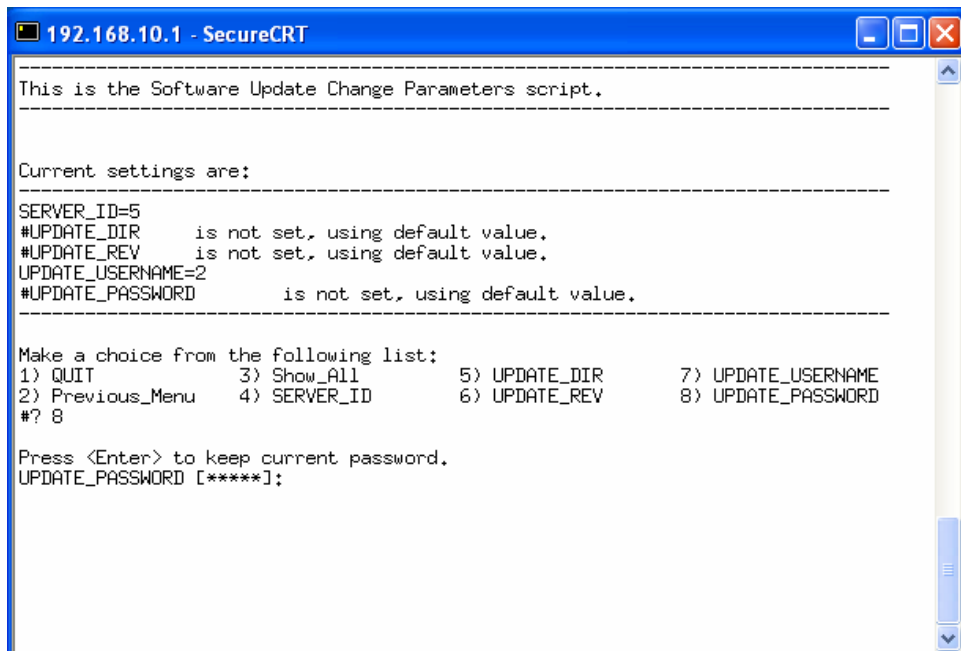 192.168.10.1 - SecureCRT
--------------------------------------------------------------------------------
This is the Software Update Change Parameters script.
--------------------------------------------------------------------------------
Current settings are:
--------------------------------------------------------------------------------
SERVER_ID=5
#UPDATE_DIR     is not set, using default value.
#UPDATE_REV     is not set, using default value.
UPDATE_USERNAME=2
#UPDATE_PASSWORD        is not set, using default value.
--------------------------------------------------------------------------------
Make a choice from the following list:
1) QUIT             3) Show_All         5) UPDATE_DIR       7) UPDATE_USERNAME
2) Previous_Menu    4) SERVER_ID        6) UPDATE_REV       8) UPDATE_PASSWORD
#? 8
Press <Enter> to keep current password.
UPDATE_PASSWORD [*****]: